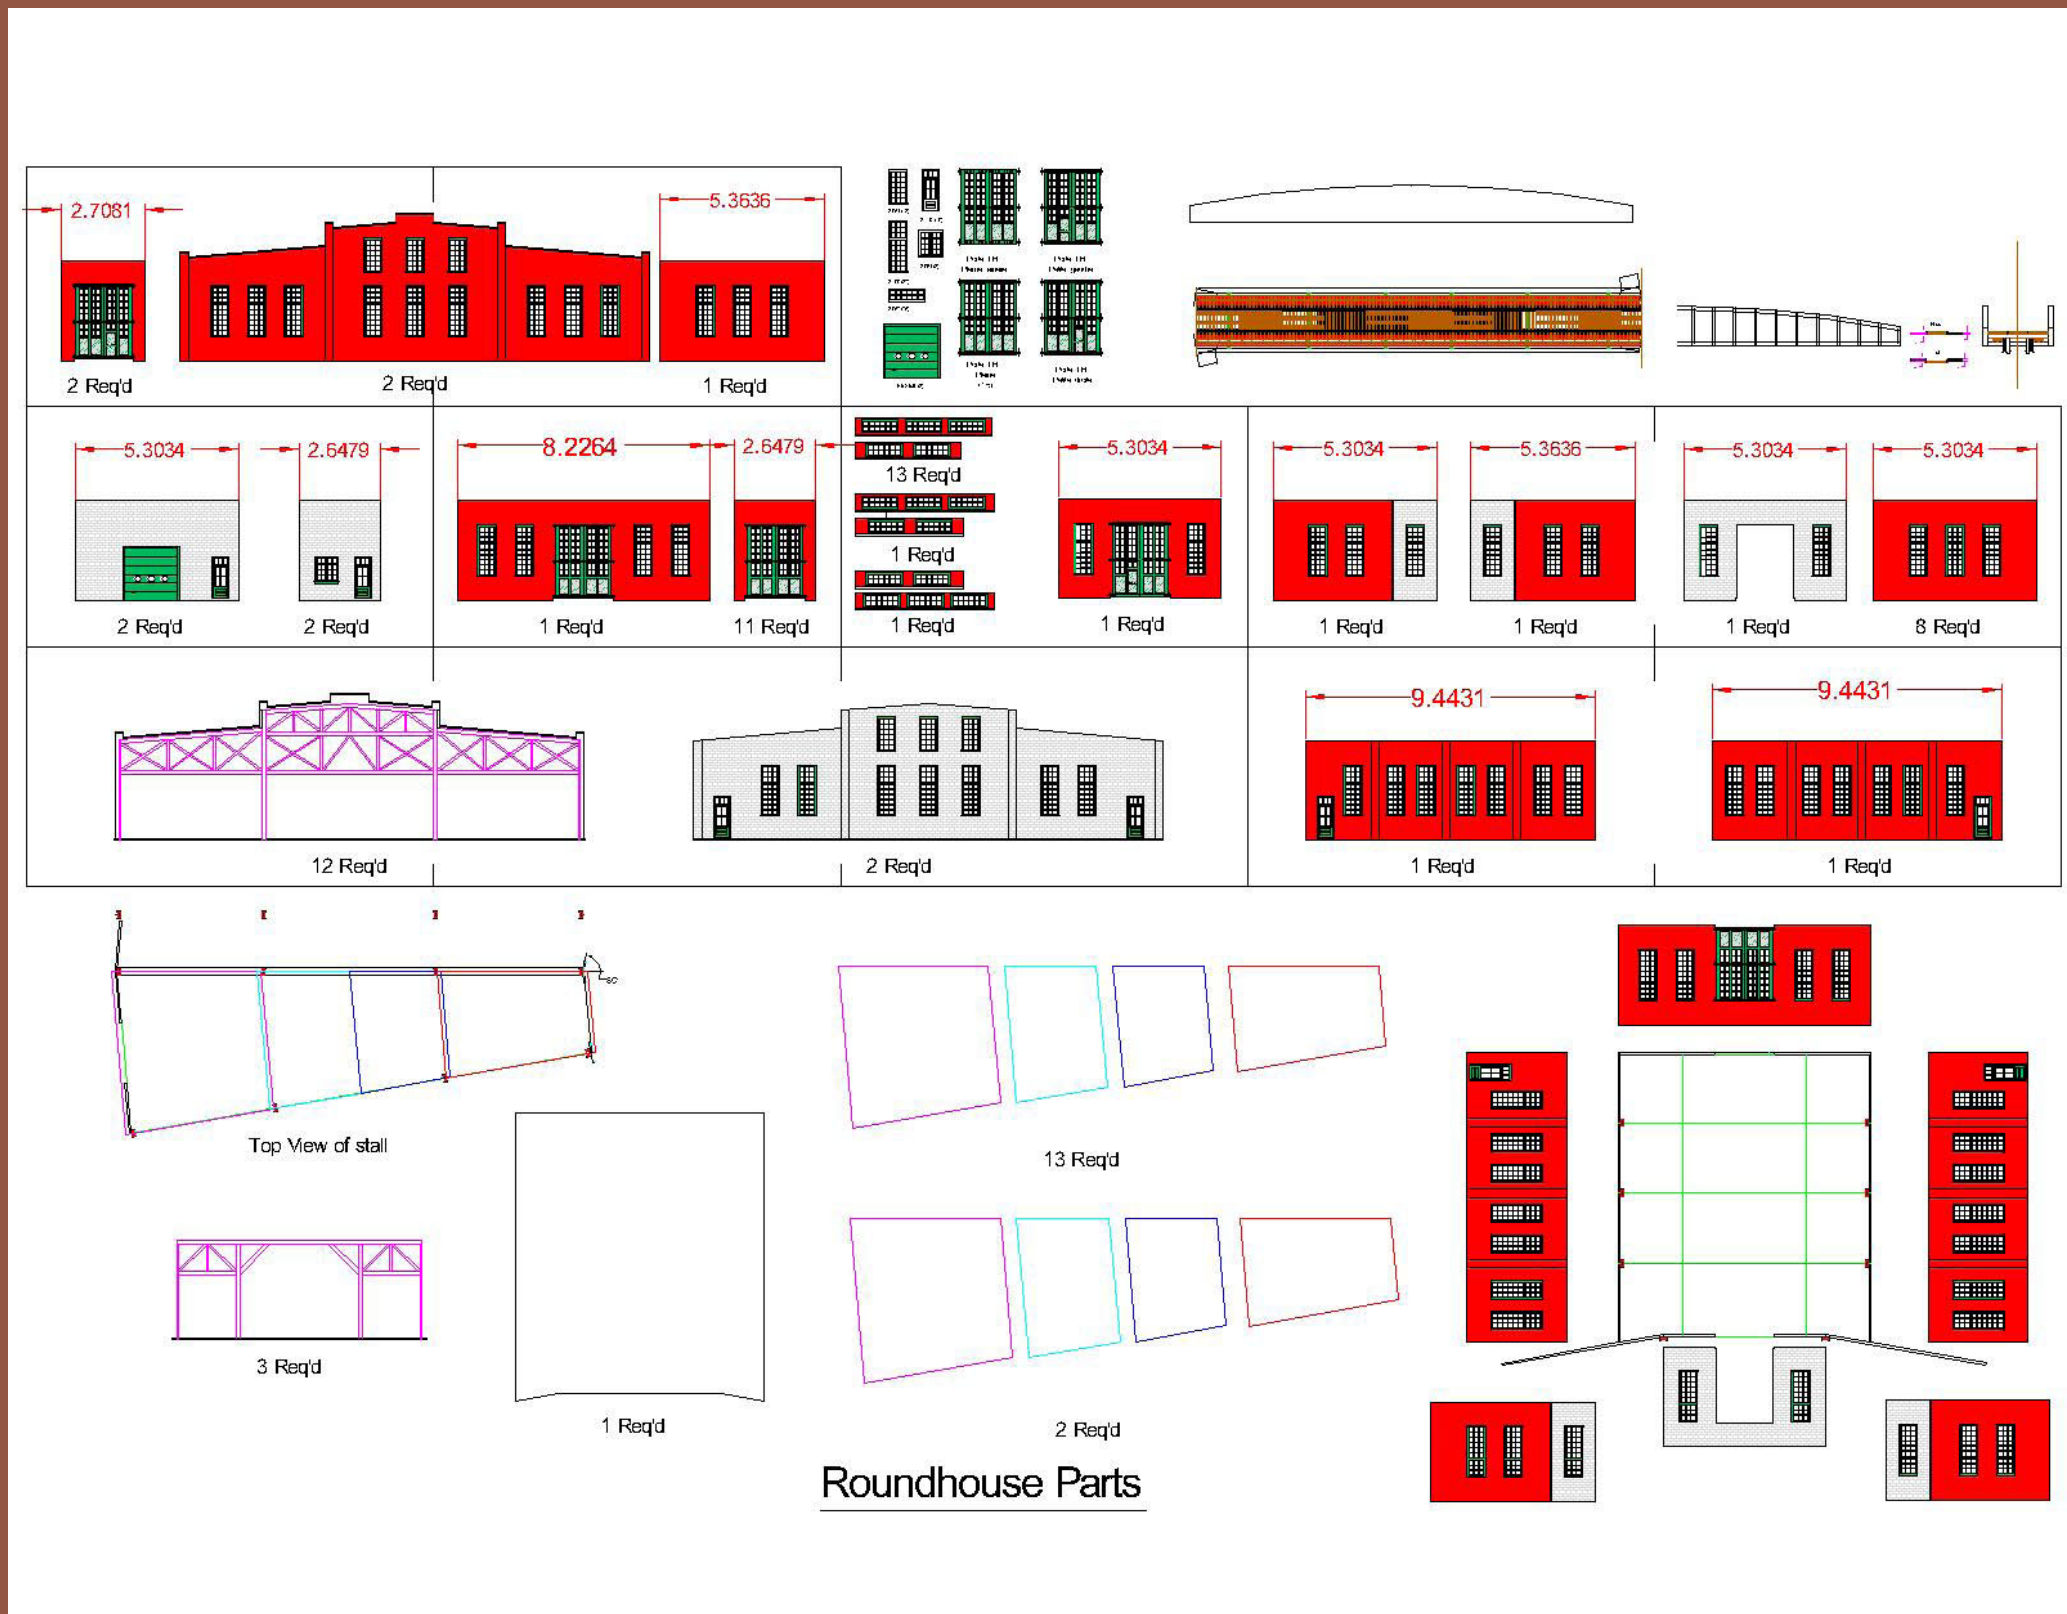 2.7081
5.3636
2 Req'd
2 Req'd
1 Req'd
5.3034
2.6479
8.2264
2.6479
13 Req'd
5.3034
5.3034
5.3636
5.3034
5.3034
1 Req'd
2 Req'd
2 Req'd
1 Req'd
11 Req'd
1 Req'd
1 Req'd
1 Req'd
1 Req'd
1 Req'd
8 Req'd
9.4431
9.4431
12 Req'd
2 Req'd
1 Req'd
1 Req'd
Top View of stall
13 Req'd
3 Req'd
1 Req'd
2 Req'd
Roundhouse Parts